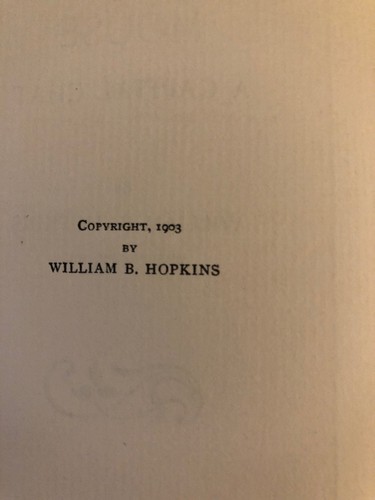 COPYRIGHT, 1903
BY
WILLIAM B. HOPKINS